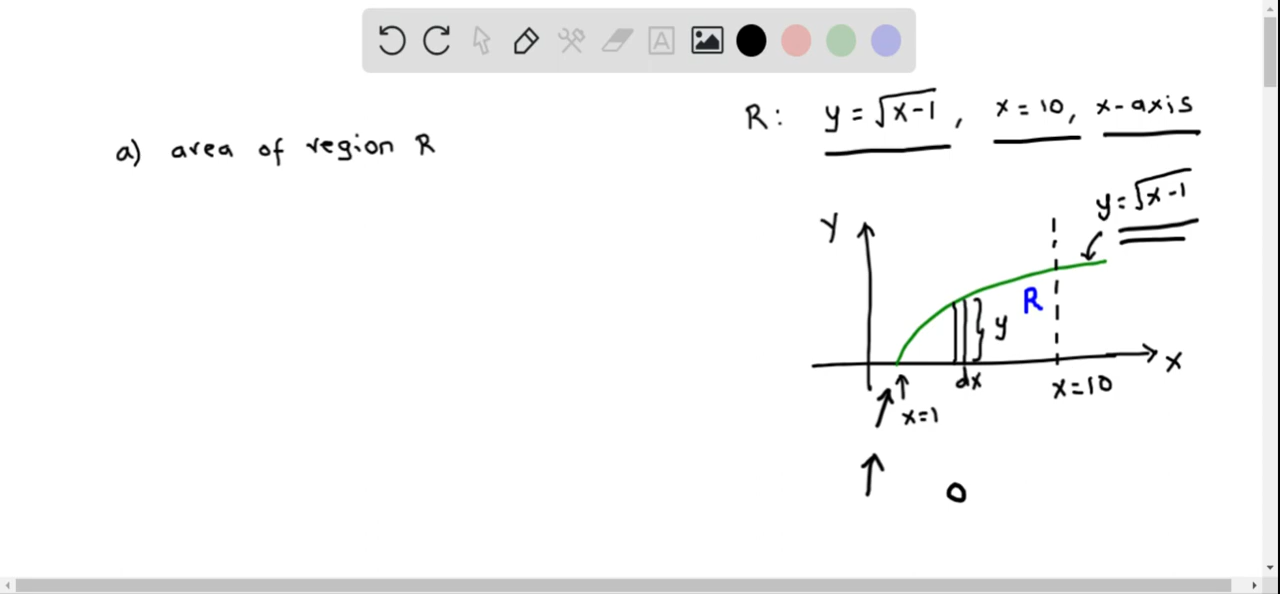 R: y = √x-1, x = 10, x-axis
a) area of region R
y = √x-1
Y
R
y
dx
x
x=10
x=1
0